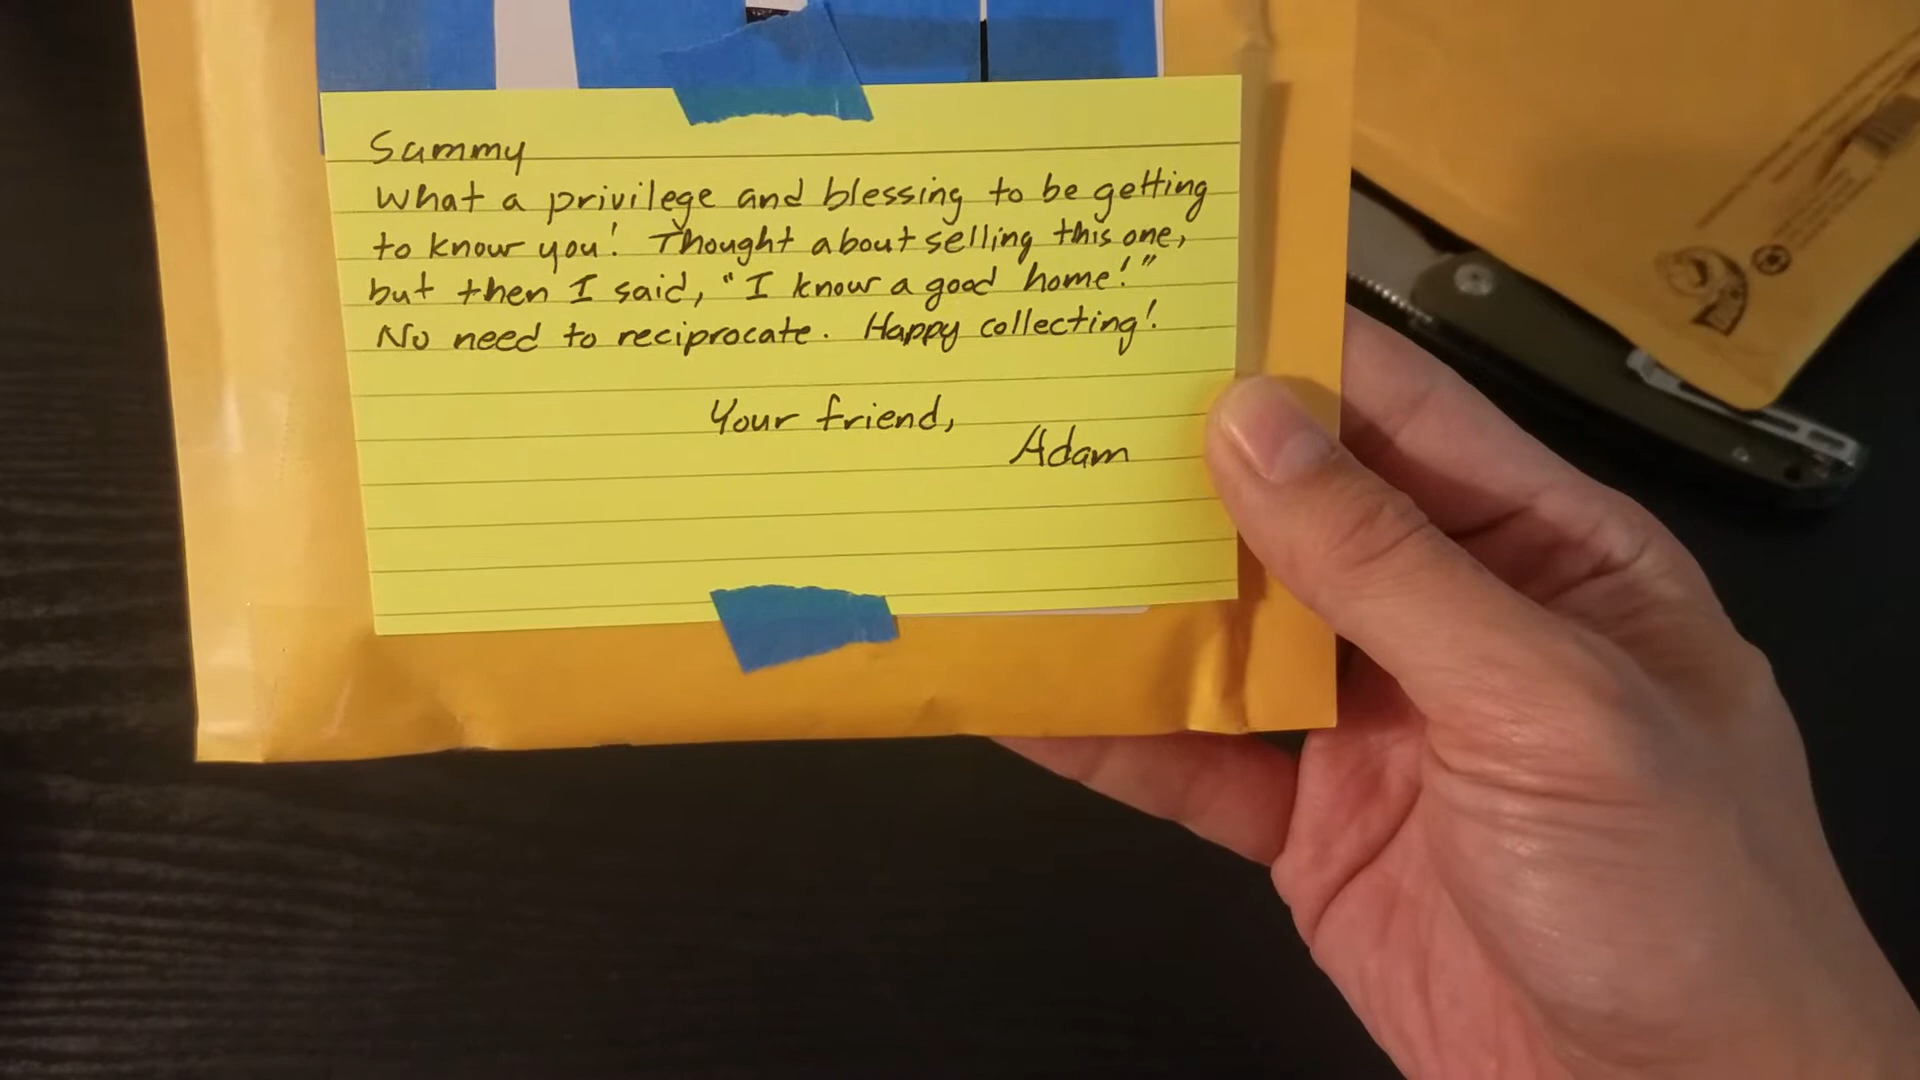 Sammy
What a privilege and blessing to be getting
to know you! Thought about selling this one,
but then I said, "I know a good home!"
No need to reciprocate. Happy collecting!
Your friend,
Adam